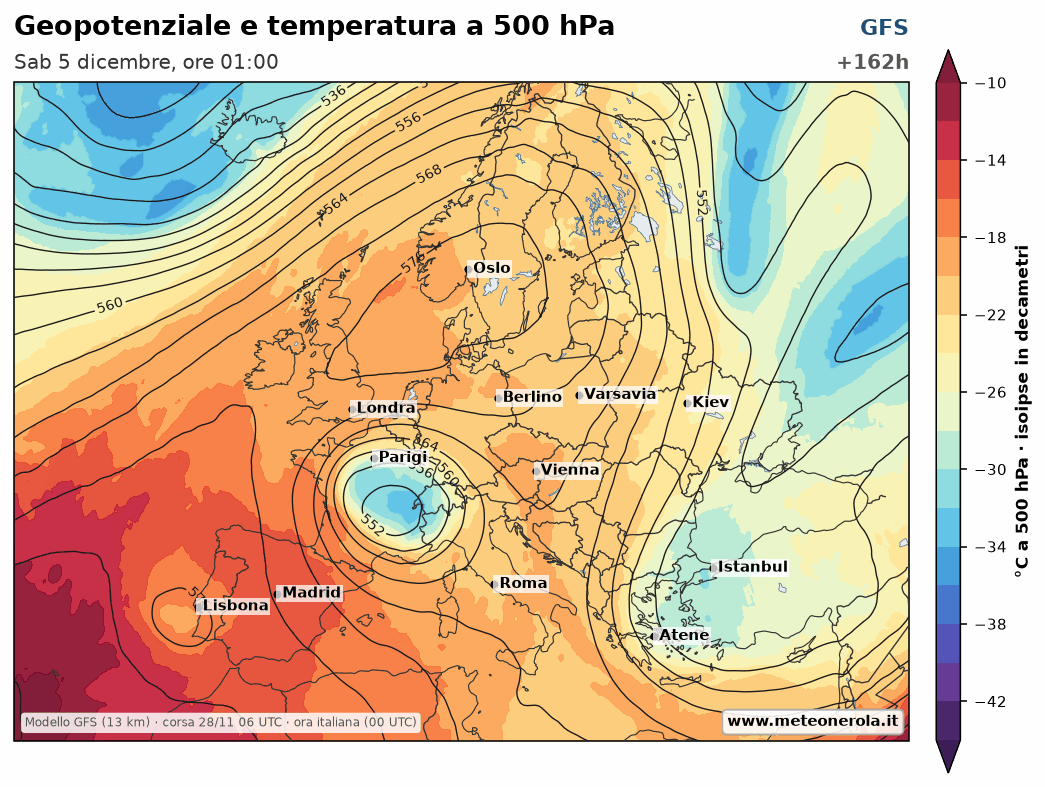 Geopotenziale e temperatura a 500 hPa
GFS
Sab 5 dicembre, ore 01:00
+162h
536
556
568
564
552
576
560
Oslo
Berlino
Varsavia
Kiev
Londra
564
Parigi
556
560
Vienna
552
Istanbul
Roma
Madrid
Lisbona
Atene
Modello GFS (13 km) · corsa 28/11 06 UTC · ora italiana (00 UTC)
www.meteonerola.it
−10
−14
−18
−22
−26
−30
−34
−38
−42
°C a 500 hPa · isoipse in decametri